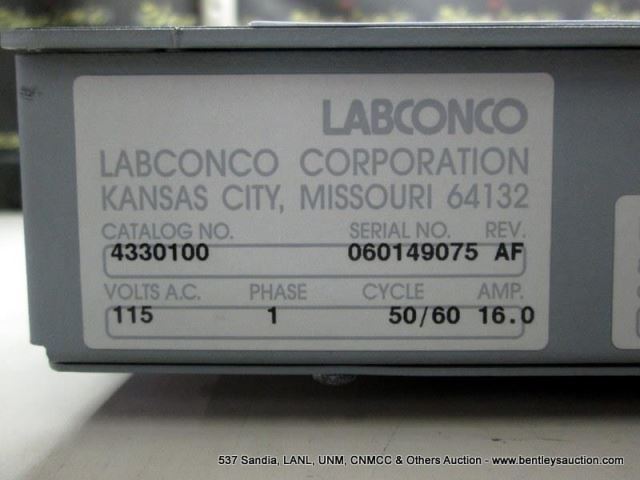 LABCONCO
LABCONCO CORPORATION
KANSAS CITY, MISSOURI 64132
CATALOG NO. SERIAL NO. REV.
4330100 060149075 AF
VOLTS A.C. PHASE CYCLE AMP.
115 1 50/60 16.0
537 Sandia, LANL, UNM, CNMCC & Others Auction - www.bentleysauction.com